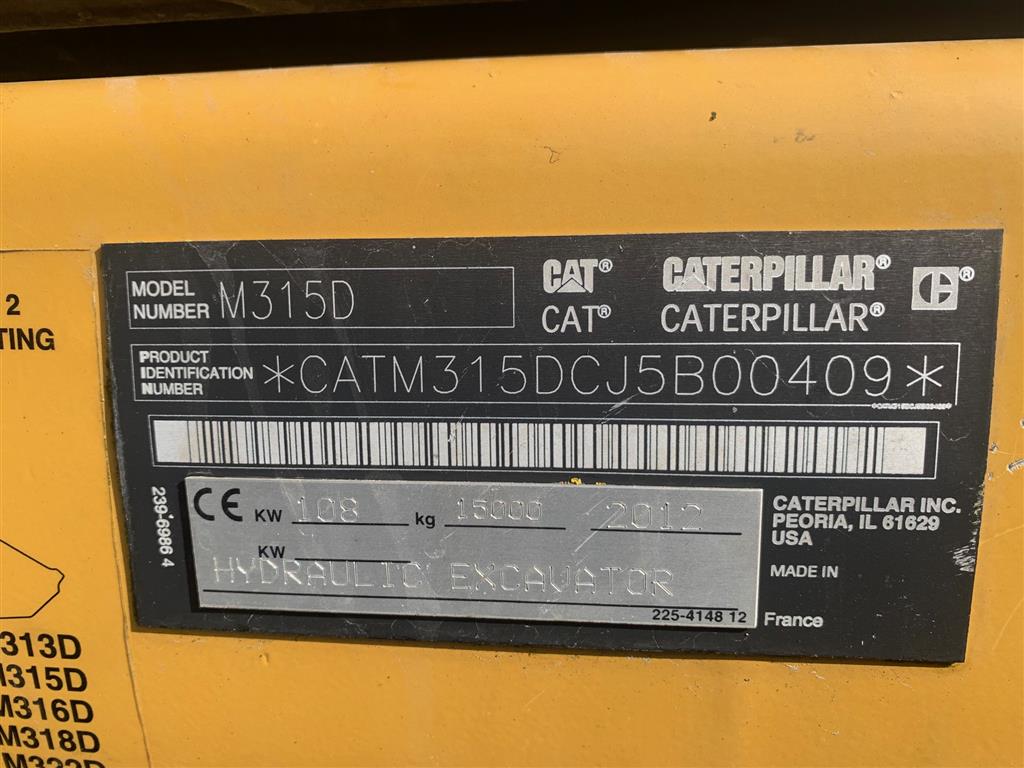 2
TING
MODEL
NUMBER M315D
CAT® CATERPILLAR® C®
CAT® CATERPILLAR®
PRODUCT
IDENTIFICATION
NUMBER *CATM315DCJ5B00409*
239-6986 4
CE KW 108 kg 15000 2012
KW
HYDRAULIC EXCAVATOR
225-4148 12
CATERPILLAR INC.
PEORIA, IL 61629
USA
MADE IN
France
313D
M315D
M316D
M318D